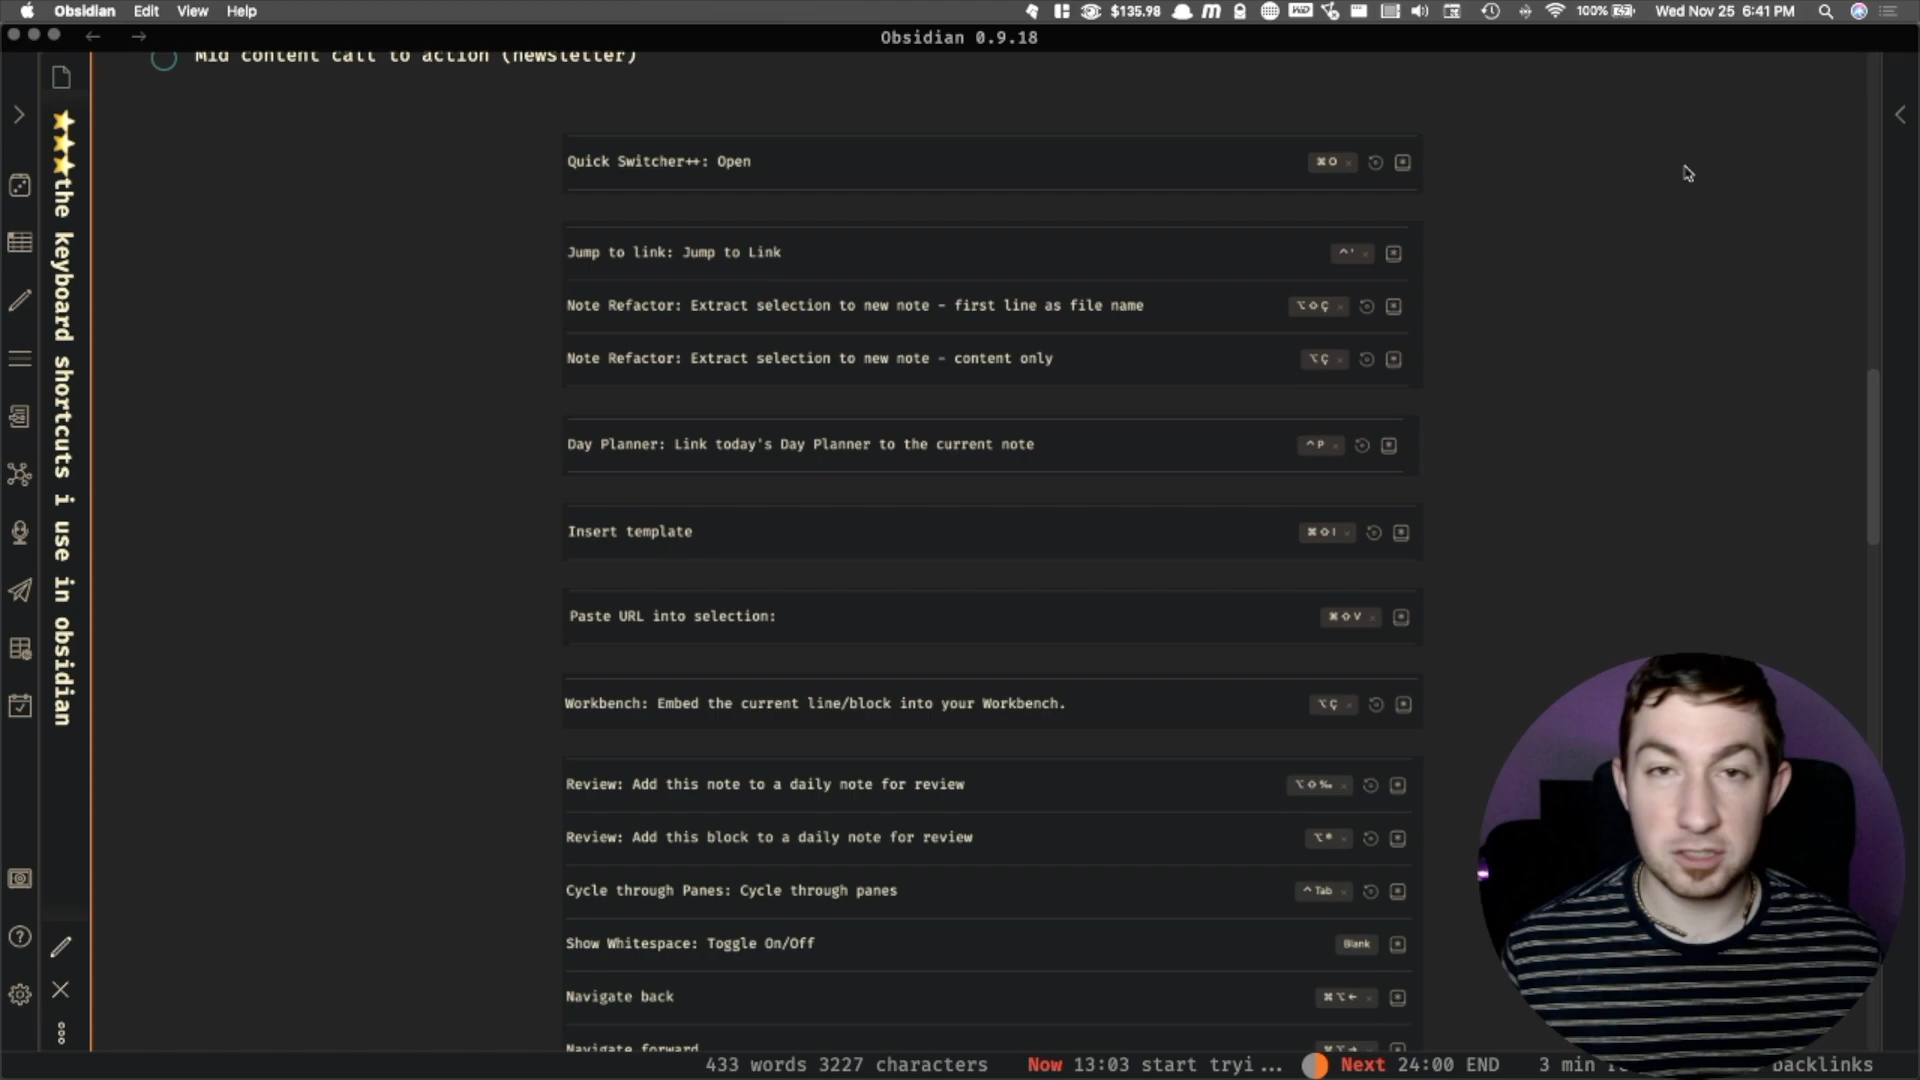 Obsidian Edit View Help $135.98 100% Wed Nov 25 6:41 PM
Obsidian 0.9.18
Mid content call to action (newsletter)
the keyboard shortcuts i use in obsidian
Quick Switcher++: Open ⌘O
Jump to link: Jump to Link ^'
Note Refactor: Extract selection to new note - first line as file name ⌥⇧Ç
Note Refactor: Extract selection to new note - content only ⌥Ç
Day Planner: Link today's Day Planner to the current note ^P
Insert template ⌘⇧I
Paste URL into selection: ⌘⇧V
Workbench: Embed the current line/block into your Workbench. ⌥Ç
Review: Add this note to a daily note for review ⌥⇧‰
Review: Add this block to a daily note for review
Cycle through Panes: Cycle through panes ^Tab
Show Whitespace: Toggle On/Off Blank
Navigate back ⌘⌥←
Navigate forward ⌘⌥→
433 words 3227 characters Now 13:03 start tryi... Next 24:00 END 3 min backlinks